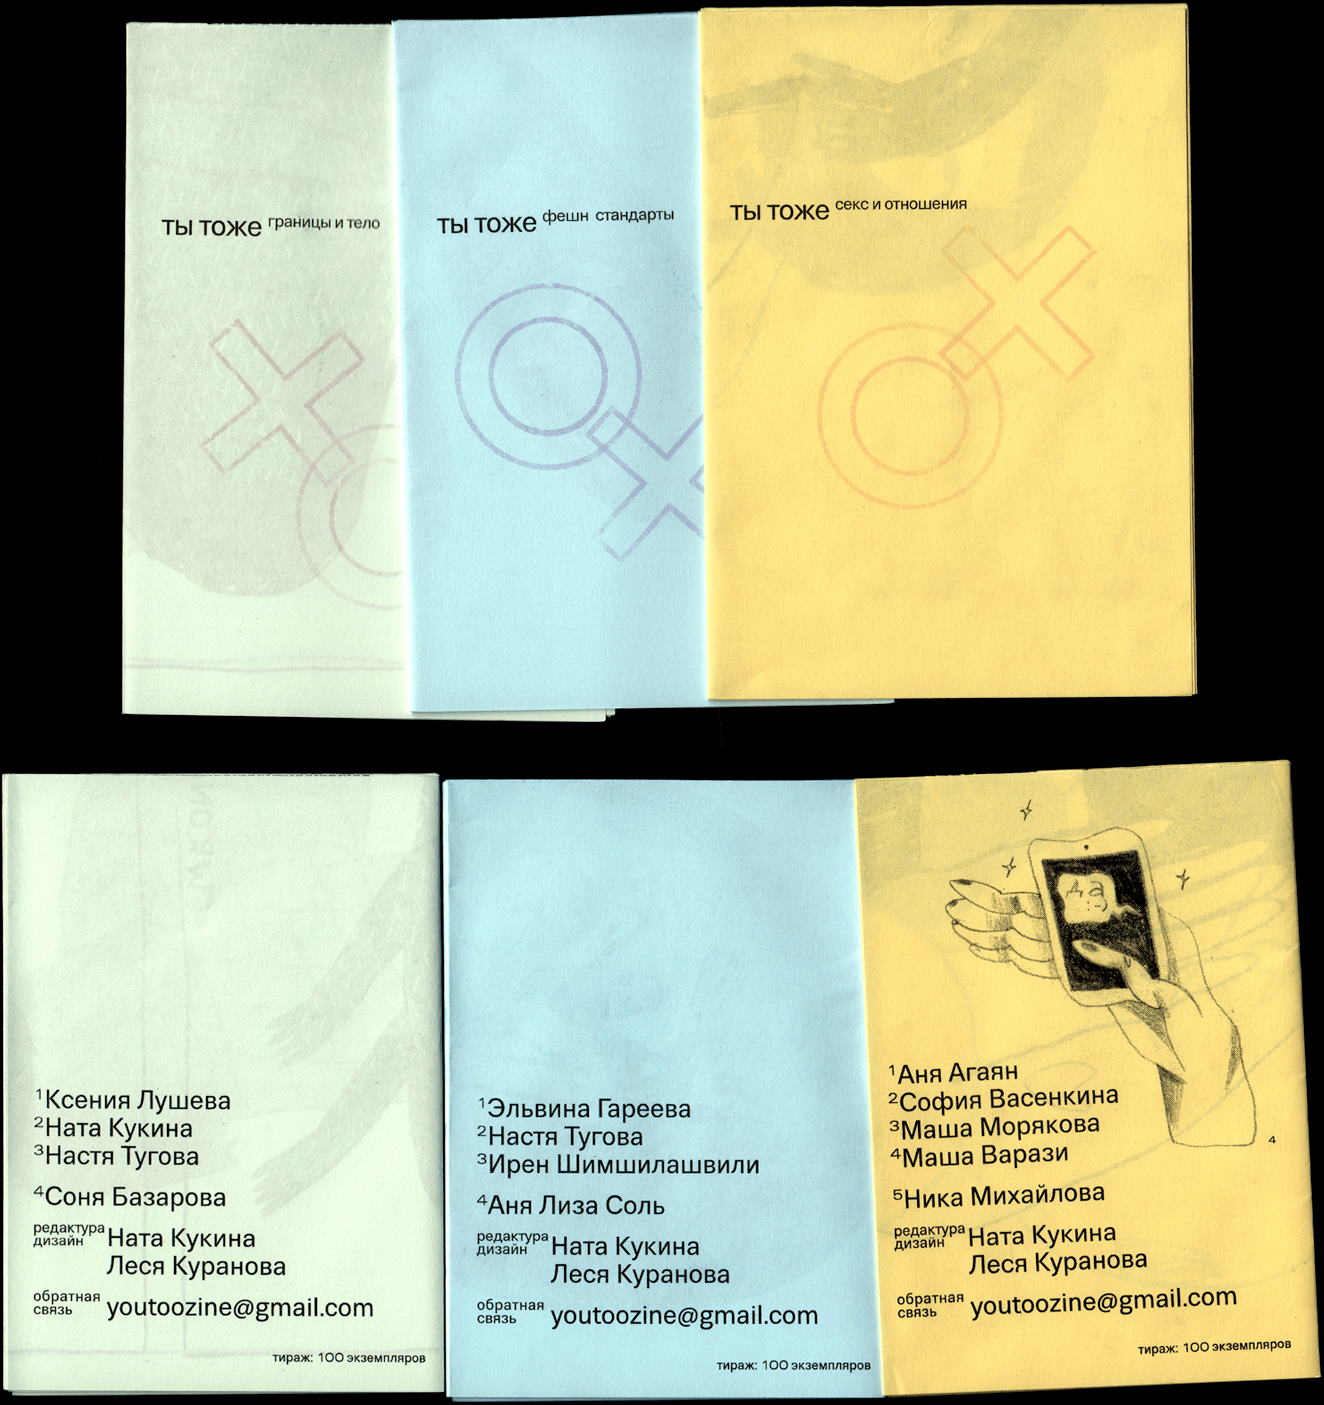 ты тоже границы и тело
ты тоже фешн стандарты
ты тоже секс и отношения
¹Ксения Лушева
²Ната Кукина
³Настя Тугова
⁴Соня Базарова
редактура
дизайн
Ната Кукина
Леся Куранова
обратная
связь
youtoozine@gmail.com
тираж: 100 экземпляров
¹Эльвина Гареева
²Настя Тугова
³Ирен Шимшилашвили
⁴Аня Лиза Соль
редактура
дизайн
Ната Кукина
Леся Куранова
обратная
связь
youtoozine@gmail.com
тираж: 100 экземпляров
да
:-)
¹Аня Агаян
²София Васенкина
³Маша Морякова
⁴Маша Варази
4
⁵Ника Михайлова
редактура
дизайн
Ната Кукина
Леся Куранова
обратная
связь
youtoozine@gmail.com
тираж: 100 экземпляров